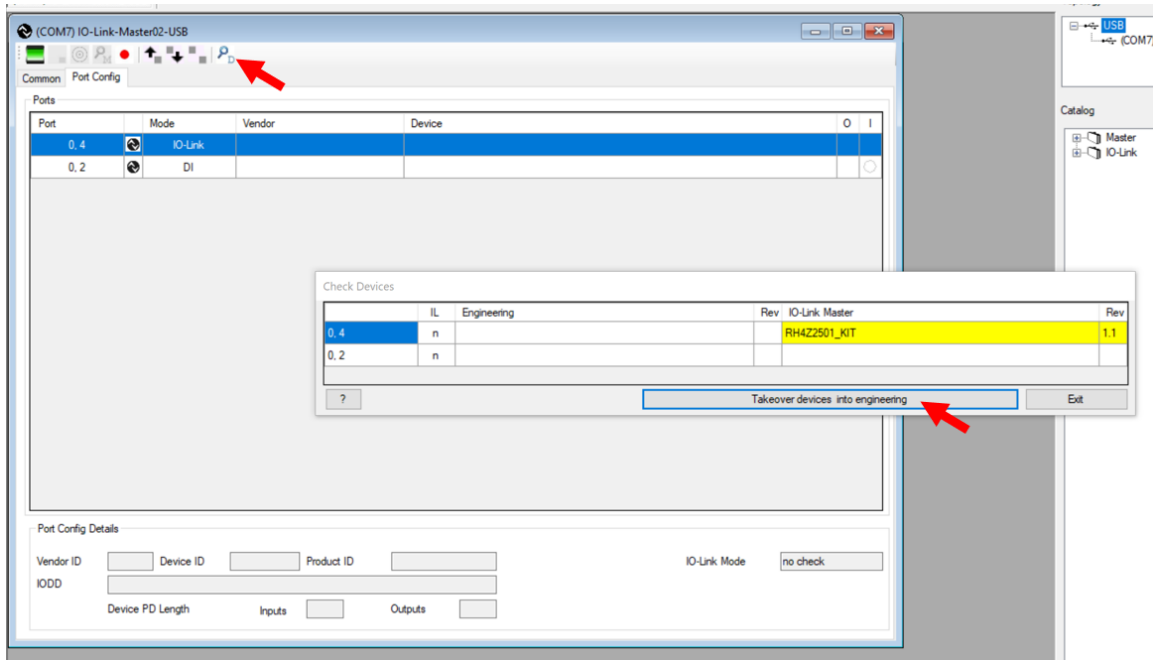 (COM7) IO-Link-Master02-USB
Common Port Config
Ports
Port Mode Vendor Device O I
0, 4 IO-Link
0, 2 DI
Check Devices
IL Engineering Rev IO-Link Master Rev
0, 4 n RH4Z2501_KIT 1.1
0, 2 n
? Takeover devices into engineering Exit
Port Config Details
Vendor ID Device ID Product ID IO-Link Mode no check
IODD
Device PD Length Inputs Outputs
USB
(COM7)
Catalog
Master
IO-Link